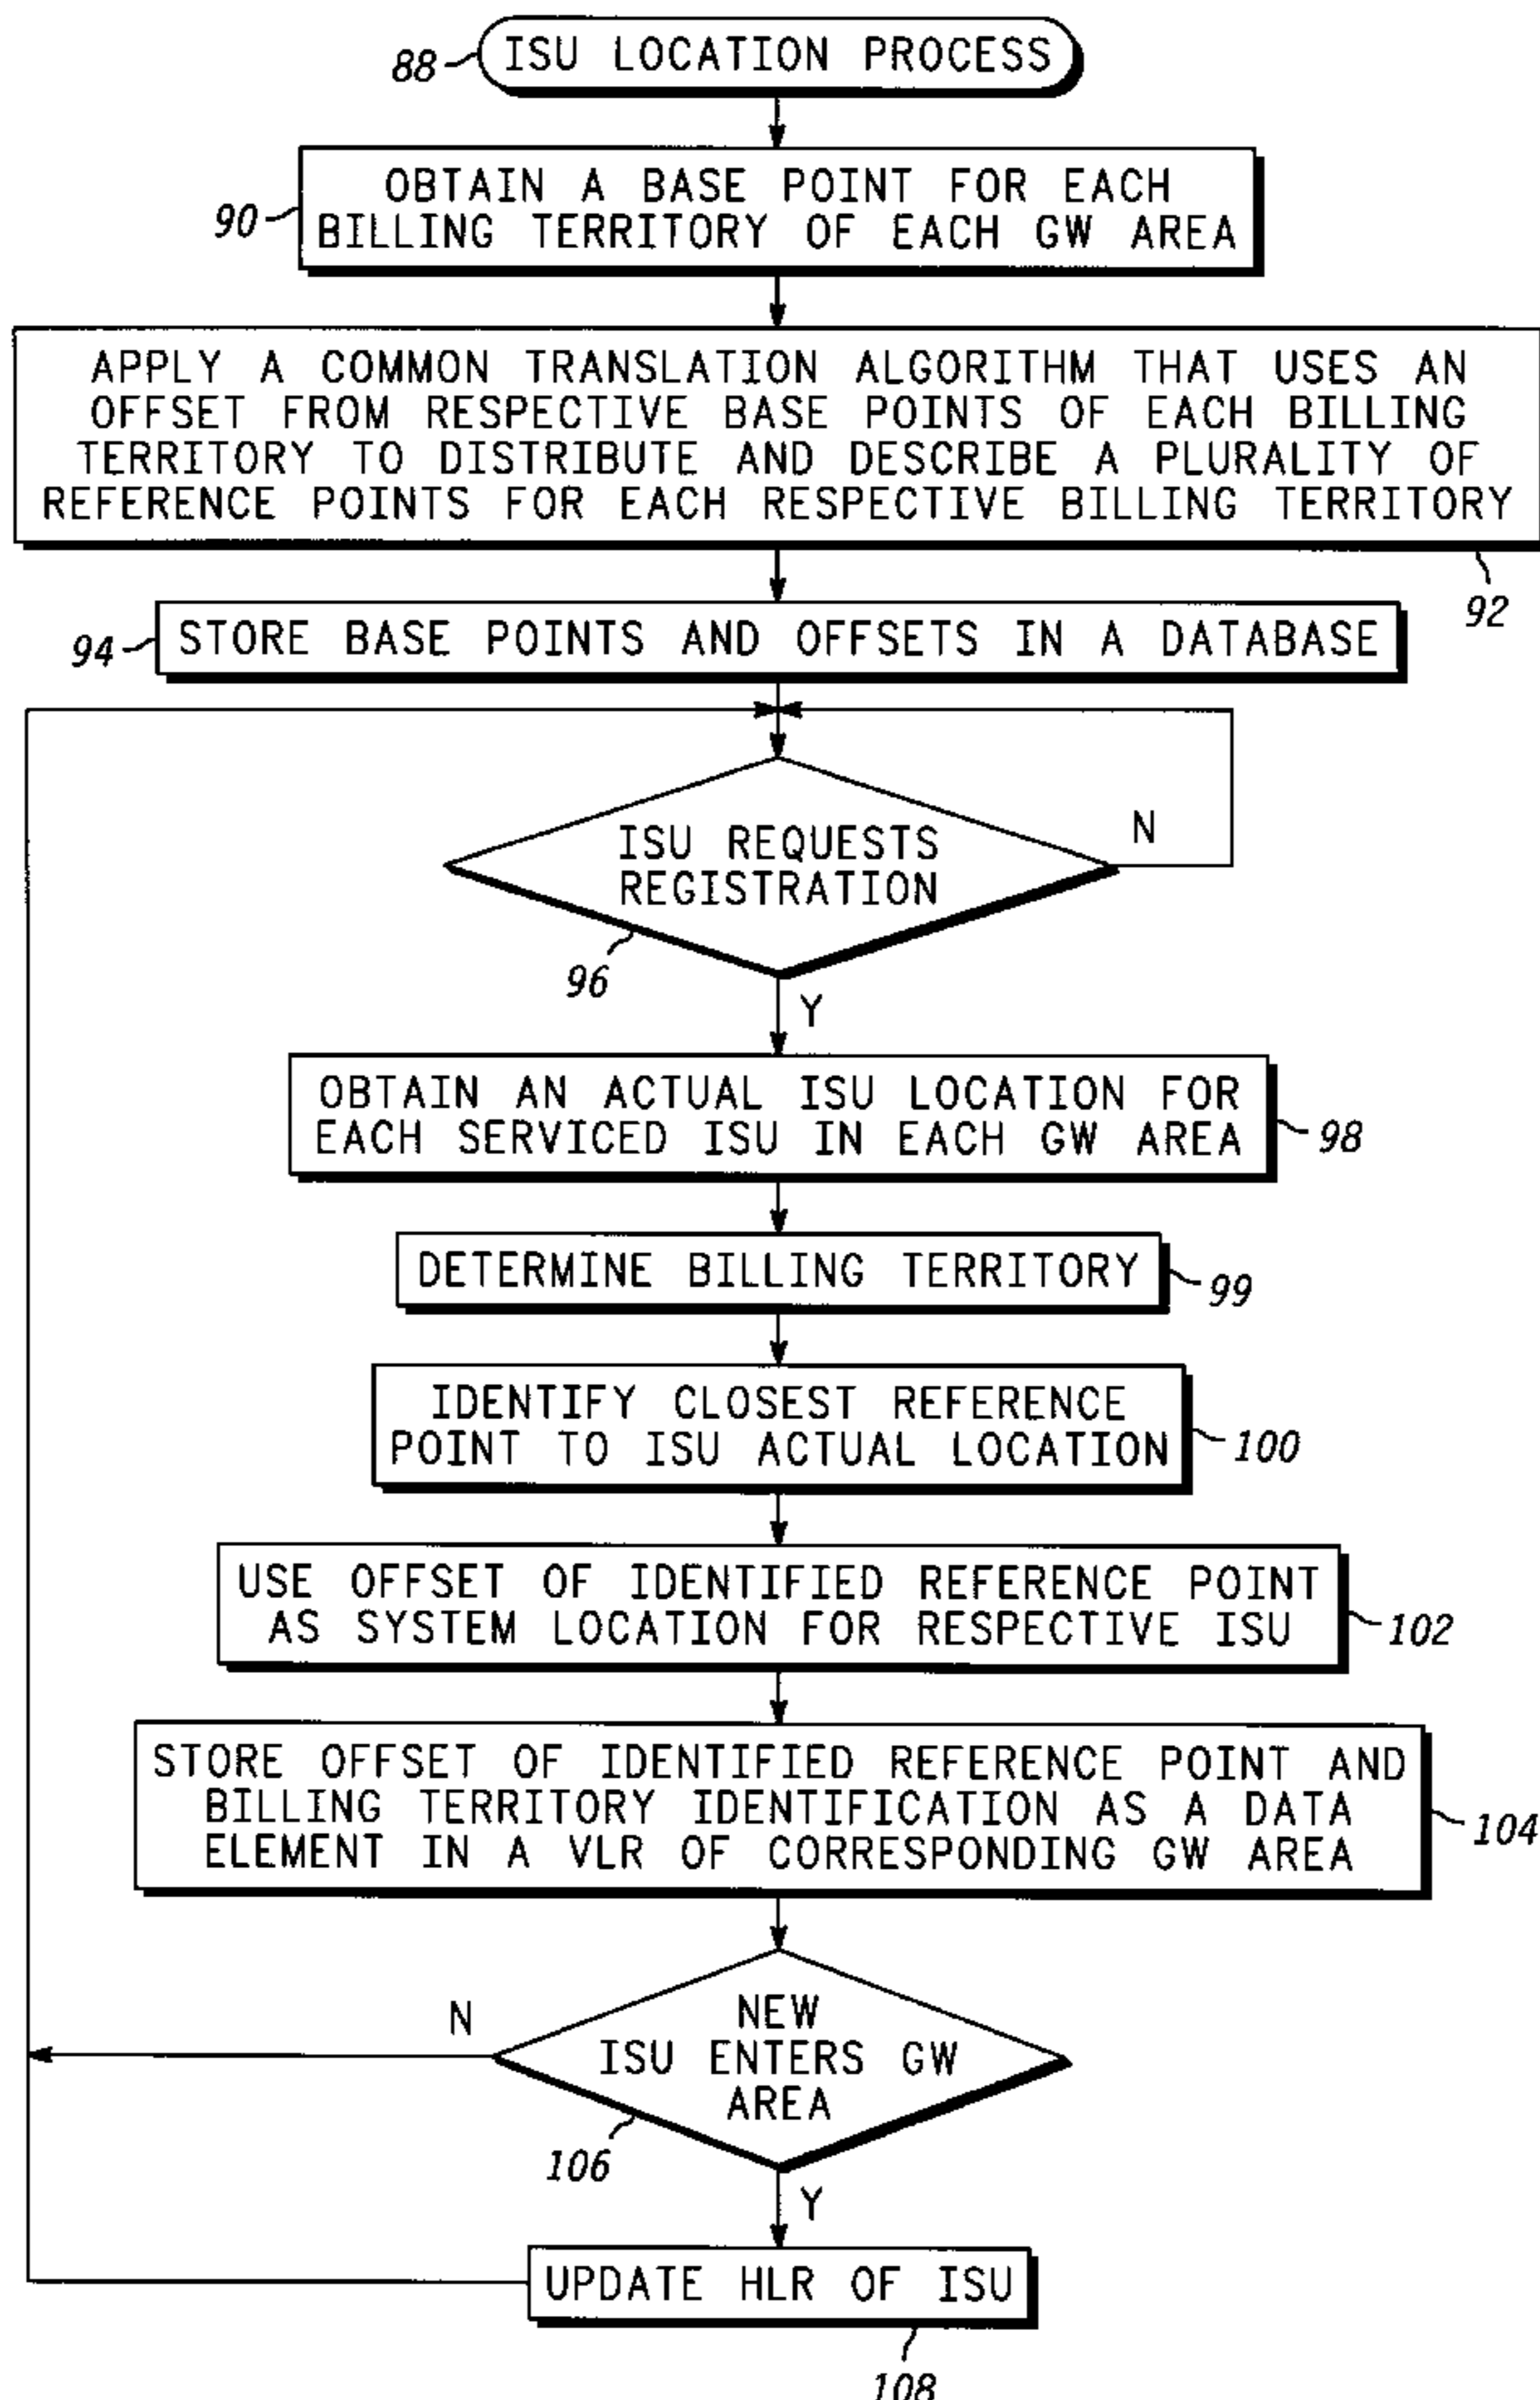 88
ISU LOCATION PROCESS
90
OBTAIN A BASE POINT FOR EACH
BILLING TERRITORY OF EACH GW AREA
APPLY A COMMON TRANSLATION ALGORITHM THAT USES AN
OFFSET FROM RESPECTIVE BASE POINTS OF EACH BILLING
TERRITORY TO DISTRIBUTE AND DESCRIBE A PLURALITY OF
REFERENCE POINTS FOR EACH RESPECTIVE BILLING TERRITORY
92
94
STORE BASE POINTS AND OFFSETS IN A DATABASE
ISU REQUESTS
REGISTRATION
N
96
Y
OBTAIN AN ACTUAL ISU LOCATION FOR
EACH SERVICED ISU IN EACH GW AREA
98
DETERMINE BILLING TERRITORY
99
IDENTIFY CLOSEST REFERENCE
POINT TO ISU ACTUAL LOCATION
100
USE OFFSET OF IDENTIFIED REFERENCE POINT
AS SYSTEM LOCATION FOR RESPECTIVE ISU
102
STORE OFFSET OF IDENTIFIED REFERENCE POINT AND
BILLING TERRITORY IDENTIFICATION AS A DATA
ELEMENT IN A VLR OF CORRESPONDING GW AREA
104
N
NEW
ISU ENTERS GW
AREA
106
Y
UPDATE HLR OF ISU
108